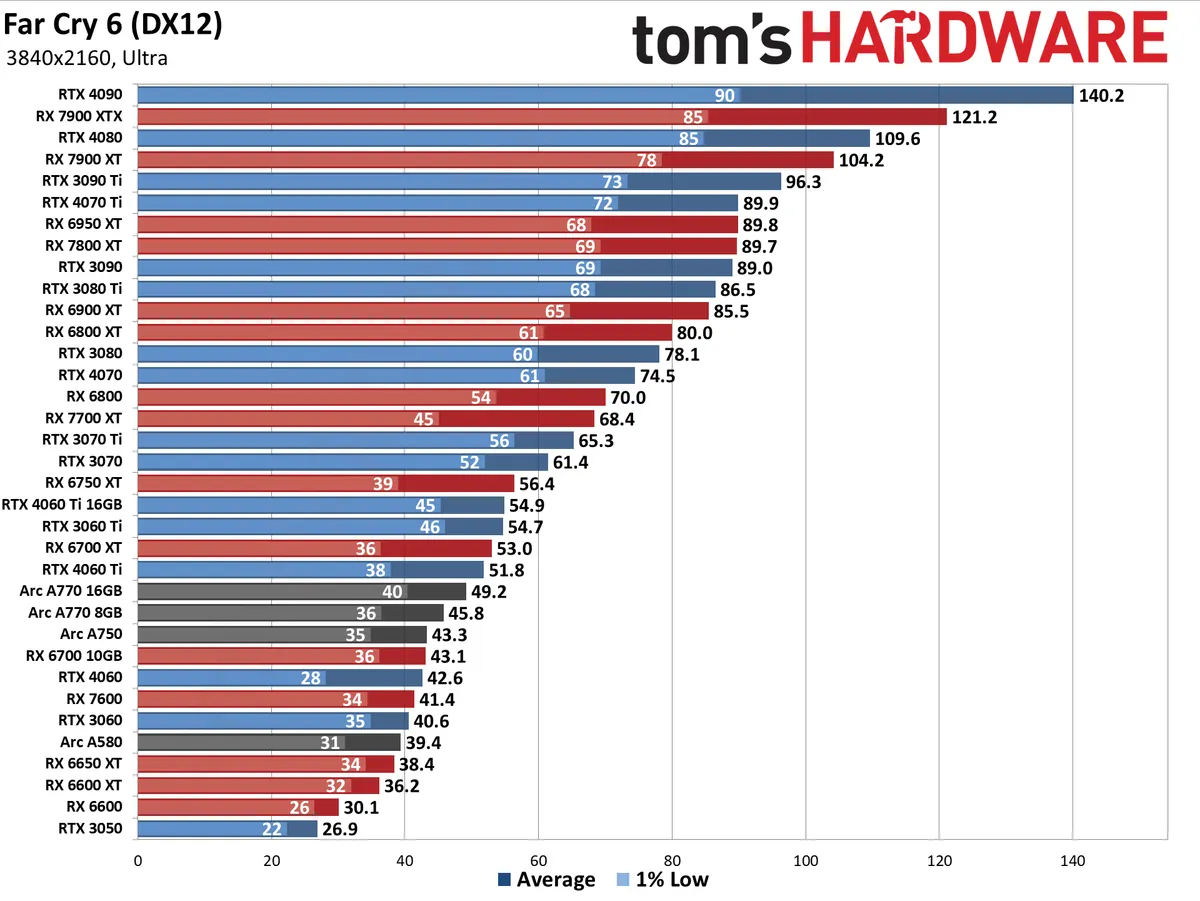 Far Cry 6 (DX12)
tom's HARDWARE
3840x2160, Ultra
RTX 4090 90 140.2
RX 7900 XTX 85 121.2
RTX 4080 85 109.6
RX 7900 XT 78 104.2
RTX 3090 Ti 73 96.3
RTX 4070 Ti 72 89.9
RX 6950 XT 68 89.8
RX 7800 XT 69 89.7
RTX 3090 69 89.0
RTX 3080 Ti 68 86.5
RX 6900 XT 65 85.5
RX 6800 XT 61 80.0
RTX 3080 60 78.1
RTX 4070 61 74.5
RX 6800 54 70.0
RX 7700 XT 45 68.4
RTX 3070 Ti 56 65.3
RTX 3070 52 61.4
RX 6750 XT 39 56.4
RTX 4060 Ti 16GB 45 54.9
RTX 3060 Ti 46 54.7
RX 6700 XT 36 53.0
RTX 4060 Ti 38 51.8
Arc A770 16GB 40 49.2
Arc A770 8GB 36 45.8
Arc A750 35 43.3
RX 6700 10GB 36 43.1
RTX 4060 28 42.6
RX 7600 34 41.4
RTX 3060 35 40.6
Arc A580 31 39.4
RX 6650 XT 34 38.4
RX 6600 XT 32 36.2
RX 6600 26 30.1
RTX 3050 22 26.9
0 20 40 60 80 100 120 140
Average 1% Low